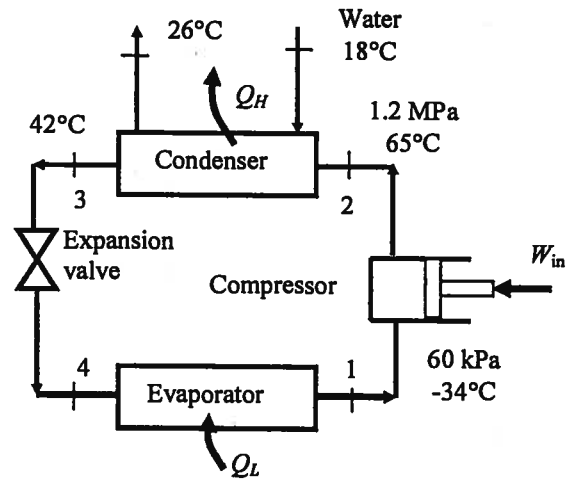 26°C
Water
18°C
Q_H
42°C
1.2 MPa
65°C
Condenser
3
2
Expansion
valve
W_in
Compressor
4
1
60 kPa
-34°C
Evaporator
Q_L